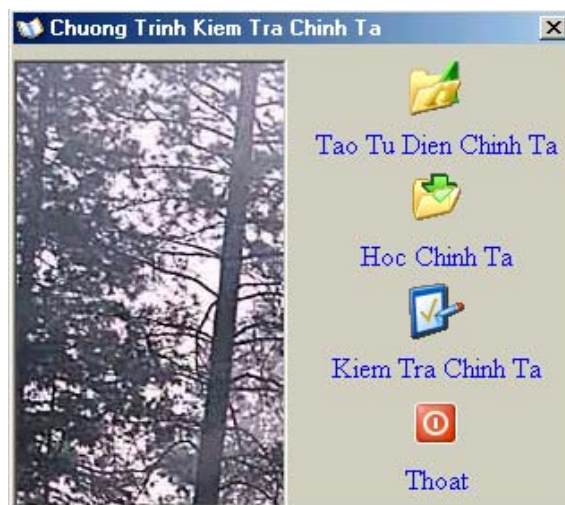 Chuong Trinh Kiem Tra Chinh Ta
Tao Tu Dien Chinh Ta
Hoc Chinh Ta
Kiem Tra Chinh Ta
Thoat